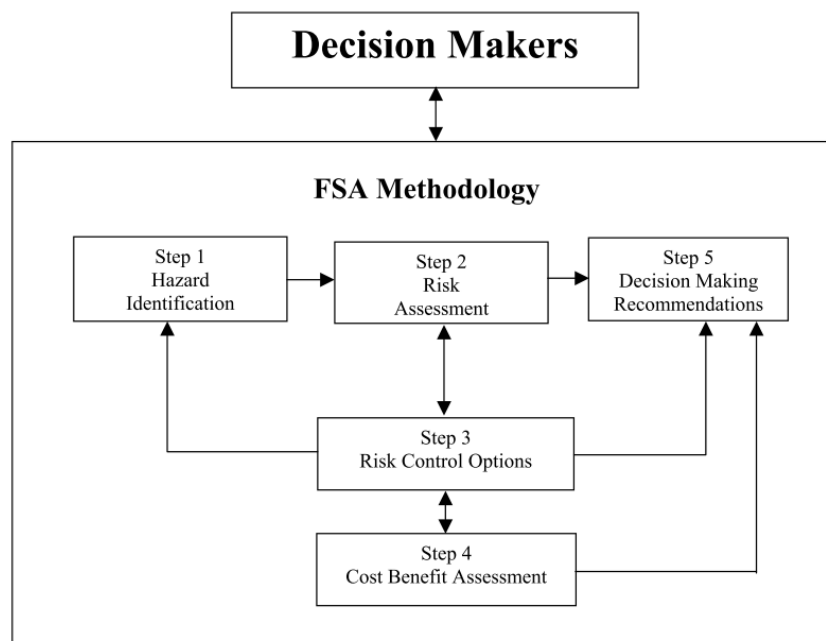 Decision Makers
FSA Methodology
Step 1
Hazard
Identification
Step 2
Risk
Assessment
Step 5
Decision Making
Recommendations
Step 3
Risk Control Options
Step 4
Cost Benefit Assessment